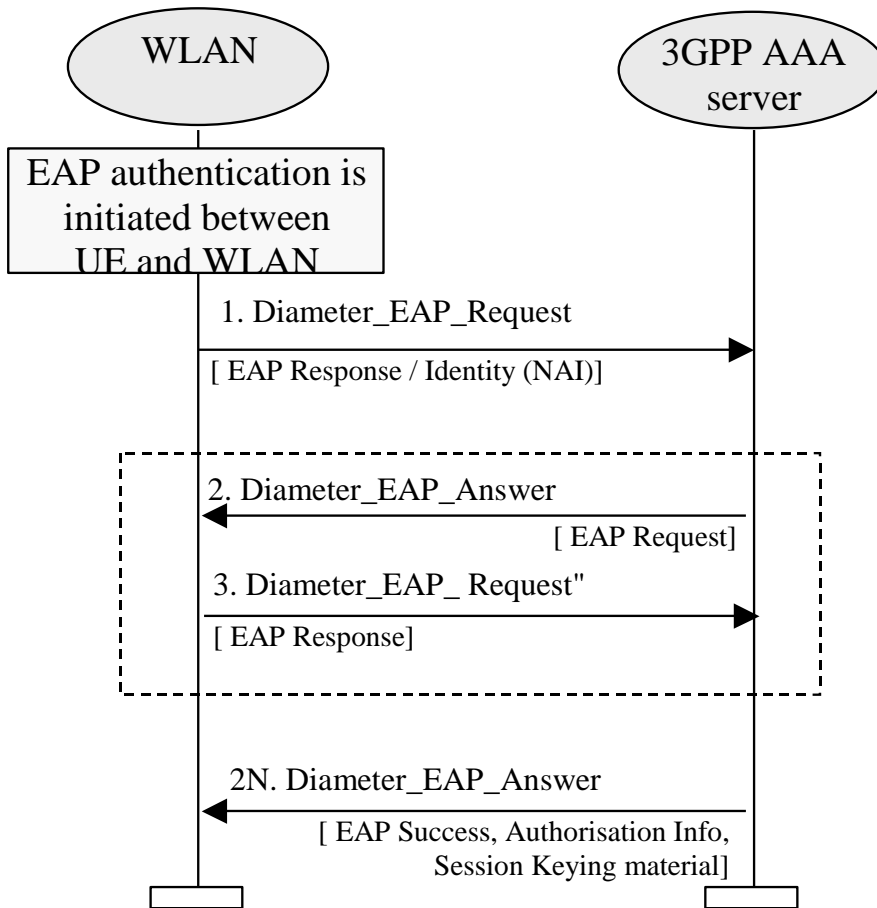 WLAN
3GPP AAA
server
EAP authentication is
initiated between
UE and WLAN
1. Diameter_EAP_Request
[ EAP Response / Identity (NAI)]
2. Diameter_EAP_Answer
[ EAP Request]
3. Diameter_EAP_ Request"
[ EAP Response]
2N. Diameter_EAP_Answer
[ EAP Success, Authorisation Info,
Session Keying material]